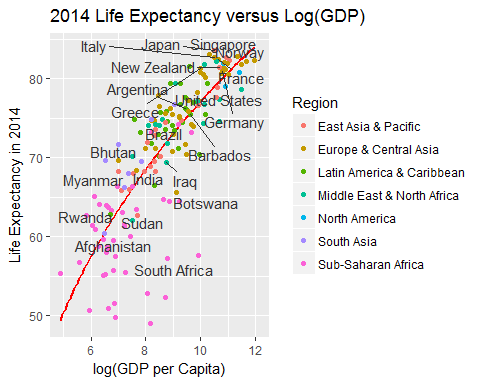 2014 Life Expectancy versus Log(GDP)
Life Expectancy in 2014
80
70
60
50
Italy
Japan
Singapore
Norway
New Zealand
France
Argentina
United States
Greece
Germany
Brazil
Bhutan
Barbados
Myanmar
India
Iraq
Botswana
Rwanda
Sudan
Afghanistan
South Africa
6
8
10
12
log(GDP per Capita)
Region
East Asia & Pacific
Europe & Central Asia
Latin America & Caribbean
Middle East & North Africa
North America
South Asia
Sub-Saharan Africa